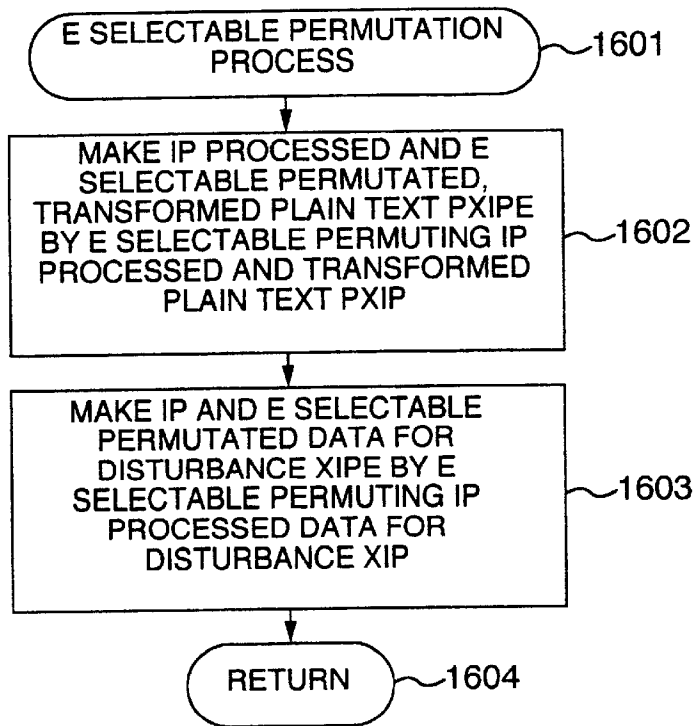 E SELECTABLE PERMUTATION
PROCESS
1601
MAKE IP PROCESSED AND E
SELECTABLE PERMUTATED,
TRANSFORMED PLAIN TEXT PXIPE
BY E SELECTABLE PERMUTING IP
PROCESSED AND TRANSFORMED
PLAIN TEXT PXIP
1602
MAKE IP AND E SELECTABLE
PERMUTATED DATA FOR
DISTURBANCE XIPE BY E
SELECTABLE PERMUTING IP
PROCESSED DATA FOR
DISTURBANCE XIP
1603
RETURN
1604